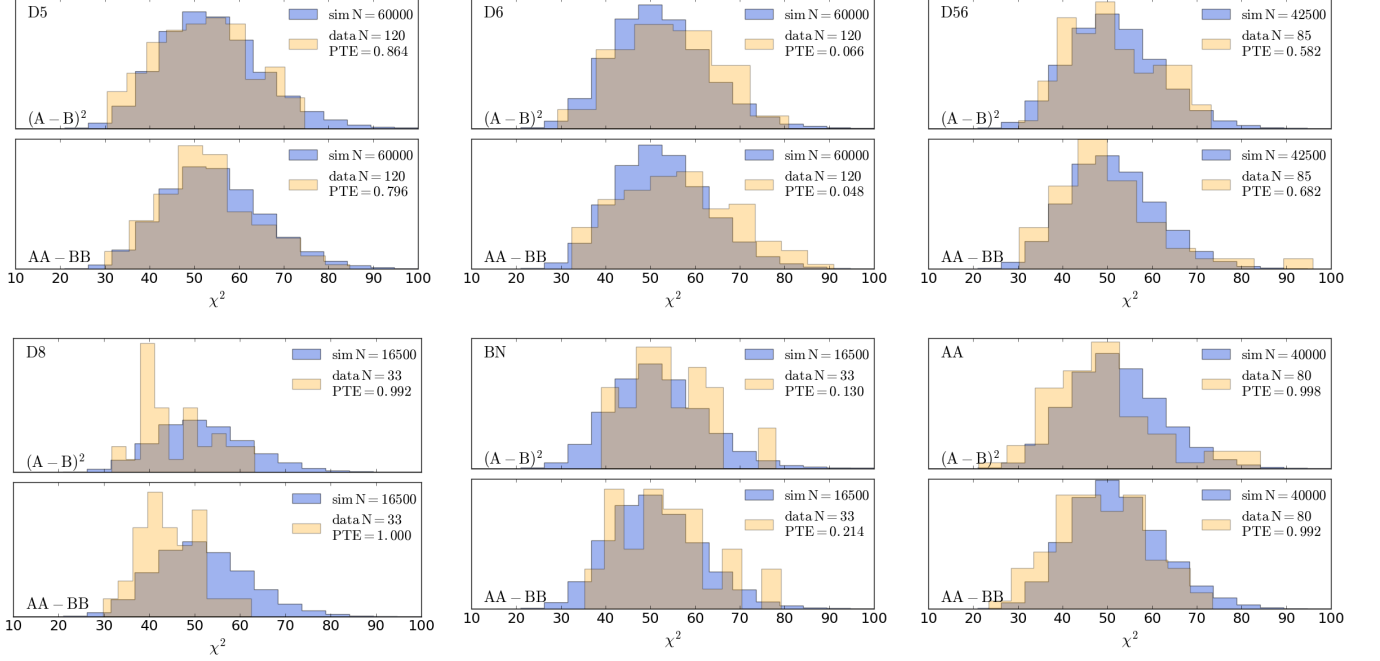 D5
sim N = 60000
data N = 120
PTE = 0.864
(A − B)²
sim N = 60000
data N = 120
PTE = 0.796
AA − BB
10 20 30 40 50 60 70 80 90 100
χ²
D6
sim N = 60000
data N = 120
PTE = 0.066
(A − B)²
sim N = 60000
data N = 120
PTE = 0.048
AA − BB
10 20 30 40 50 60 70 80 90 100
χ²
D56
sim N = 42500
data N = 85
PTE = 0.582
(A − B)²
sim N = 42500
data N = 85
PTE = 0.682
AA − BB
10 20 30 40 50 60 70 80 90 100
χ²
D8
sim N = 16500
data N = 33
PTE = 0.992
(A − B)²
sim N = 16500
data N = 33
PTE = 1.000
AA − BB
10 20 30 40 50 60 70 80 90 100
χ²
BN
sim N = 16500
data N = 33
PTE = 0.130
(A − B)²
sim N = 16500
data N = 33
PTE = 0.214
AA − BB
10 20 30 40 50 60 70 80 90 100
χ²
AA
sim N = 40000
data N = 80
PTE = 0.998
(A − B)²
sim N = 40000
data N = 80
PTE = 0.992
AA − BB
10 20 30 40 50 60 70 80 90 100
χ²